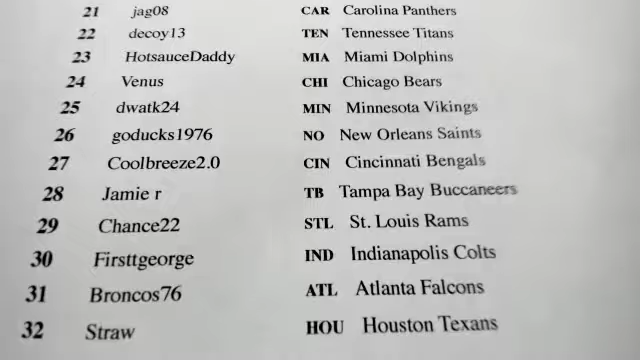 21 jag08 CAR Carolina Panthers
22 decoy13 TEN Tennessee Titans
23 HotsauceDaddy MIA Miami Dolphins
24 Venus CHI Chicago Bears
25 dwatk24 MIN Minnesota Vikings
26 goducks1976 NO New Orleans Saints
27 Coolbreeze2.0 CIN Cincinnati Bengals
28 Jamie r TB Tampa Bay Buccaneers
29 Chance22 STL St. Louis Rams
30 Firsttgeorge IND Indianapolis Colts
31 Broncos76 ATL Atlanta Falcons
32 Straw HOU Houston Texans